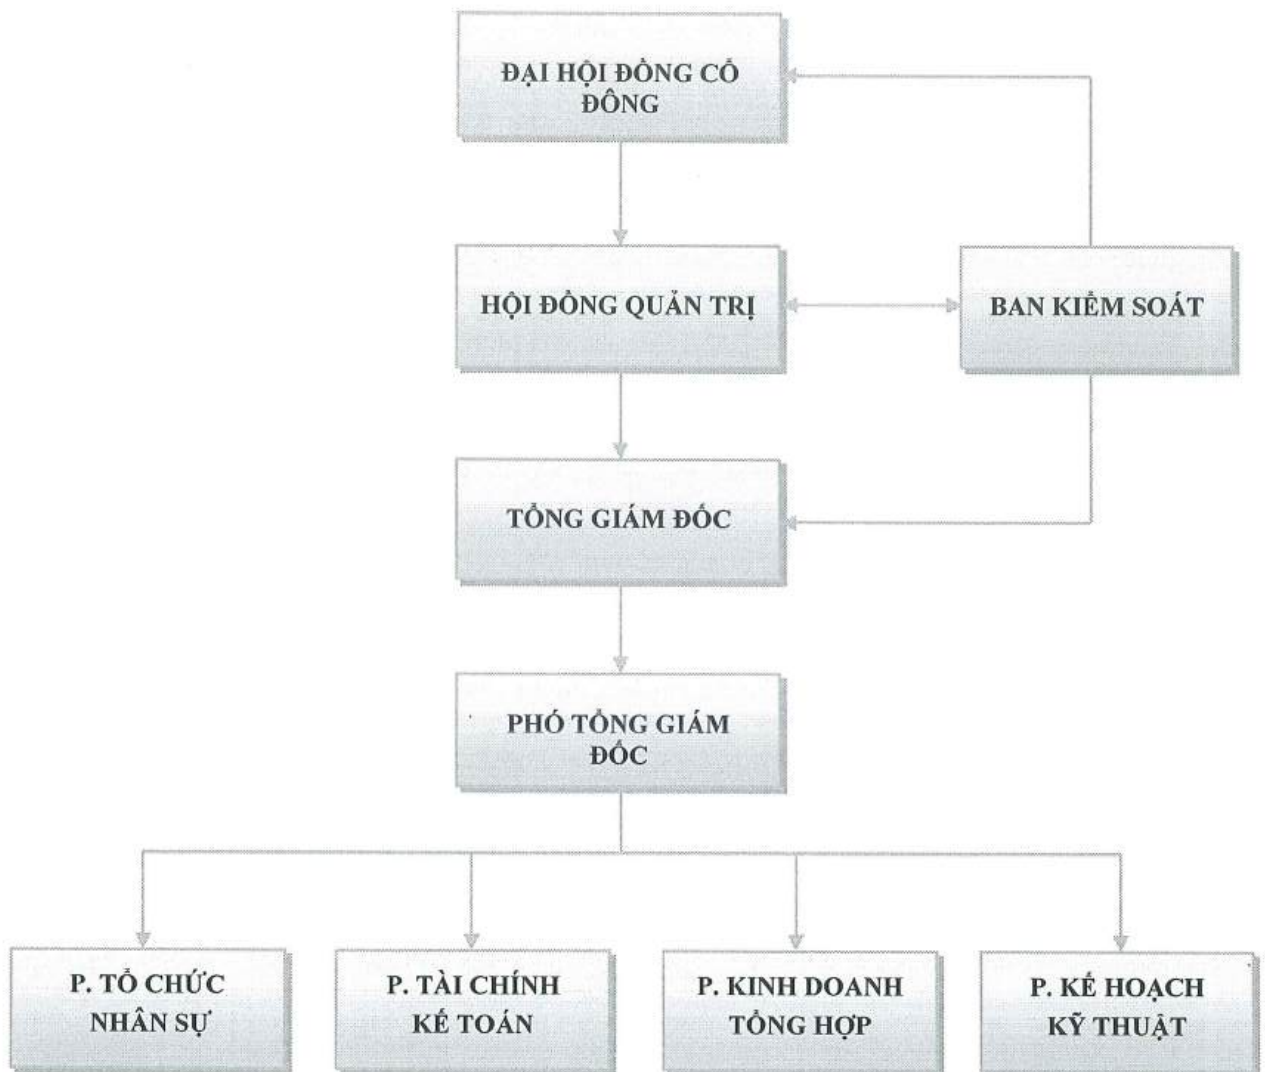 ĐẠI HỘI ĐỒNG CỔ
ĐÔNG
HỘI ĐỒNG QUẢN TRỊ
BAN KIỂM SOÁT
TỔNG GIÁM ĐỐC
PHÓ TỔNG GIÁM
ĐỐC
P. TỔ CHỨC
NHÂN SỰ
P. TÀI CHÍNH
KẾ TOÁN
P. KINH DOANH
TỔNG HỢP
P. KẾ HOẠCH
KỸ THUẬT